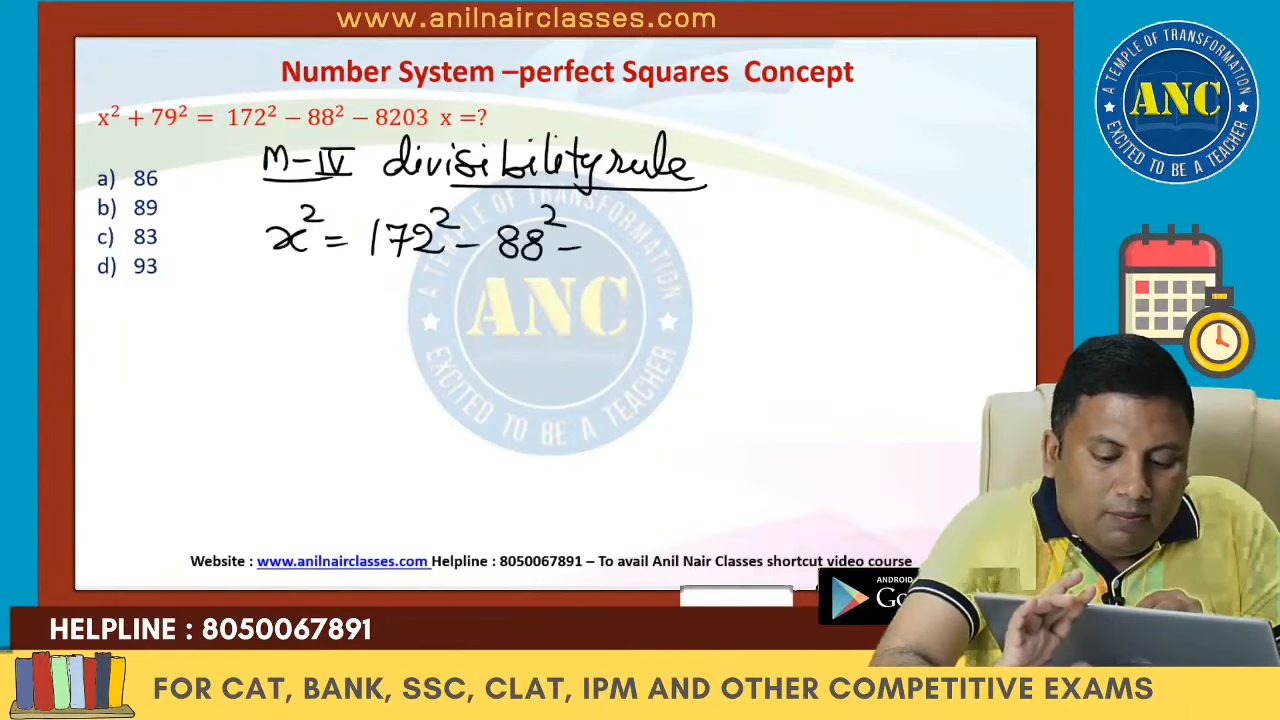 www.anilnairclasses.com
Number System –perfect Squares Concept
x² + 79² = 172² − 88² − 8203 x =?
M-IV divisibility rule
a) 86
b) 89
c) 83
d) 93
x² = 172² − 88² −
A TEMPLE OF TRANSFORMATION
ANC
EXCITED TO BE A TEACHER
A TEMPLE OF TRANSFORMATION
ANC
EXCITED TO BE A TEACHER
Website : www.anilnairclasses.com Helpline : 8050067891 – To avail Anil Nair Classes shortcut video course
ANDROID
Go
HELPLINE : 8050067891
FOR CAT, BANK, SSC, CLAT, IPM AND OTHER COMPETITIVE EXAMS